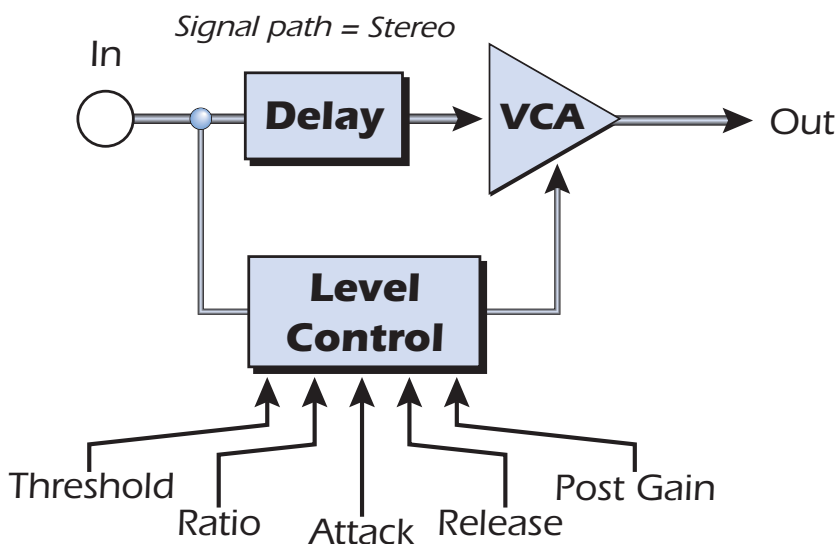 Signal path = Stereo
In
Delay
VCA
Out
Level
Control
Threshold
Ratio
Attack
Release
Post Gain